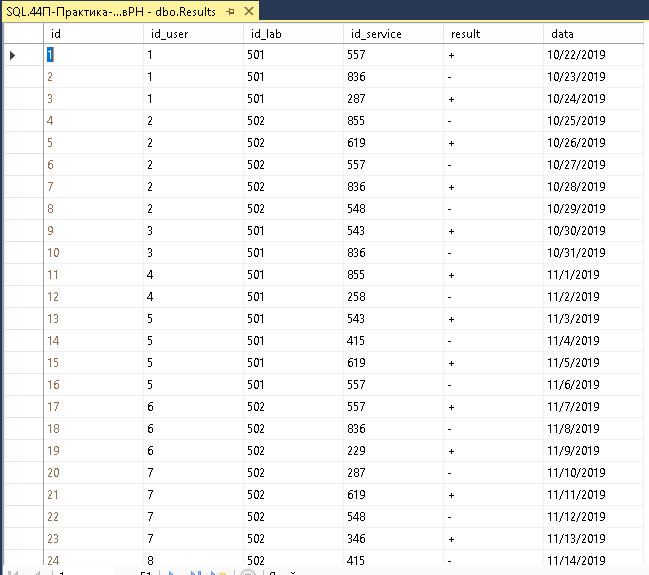 SQL.44П-Практика-...вРН - dbo.Results
id id_user id_lab id_service result data
1 1 501 557 + 10/22/2019
2 1 501 836 - 10/23/2019
3 1 501 287 + 10/24/2019
4 2 502 855 - 10/25/2019
5 2 502 619 + 10/26/2019
6 2 502 557 - 10/27/2019
7 2 502 836 + 10/28/2019
8 2 502 548 - 10/29/2019
9 3 501 543 + 10/30/2019
10 3 501 836 - 10/31/2019
11 4 501 855 + 11/1/2019
12 4 501 258 - 11/2/2019
13 5 501 543 + 11/3/2019
14 5 501 415 - 11/4/2019
15 5 501 619 + 11/5/2019
16 5 501 557 - 11/6/2019
17 6 502 557 + 11/7/2019
18 6 502 836 - 11/8/2019
19 6 502 229 + 11/9/2019
20 7 502 287 - 11/10/2019
21 7 502 619 + 11/11/2019
22 7 502 548 - 11/12/2019
23 7 502 346 + 11/13/2019
24 8 502 415 - 11/14/2019